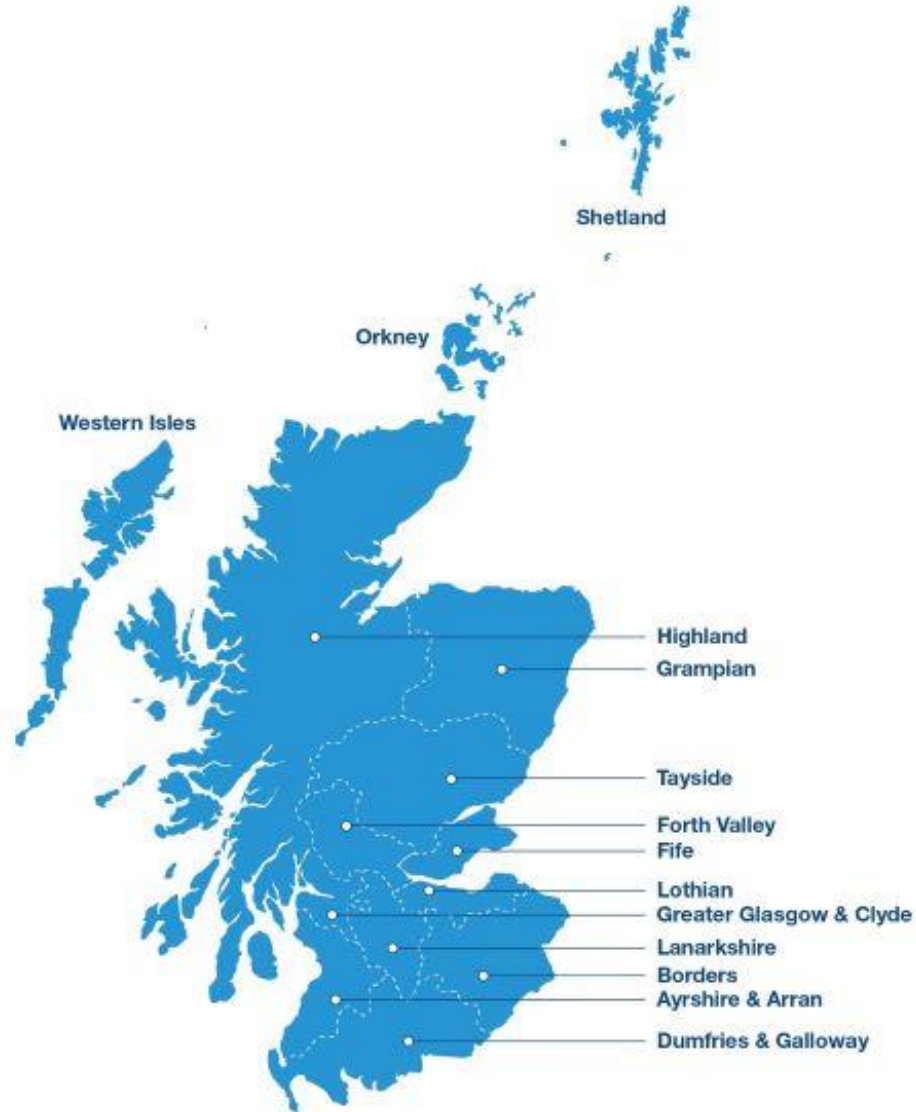 Shetland
Orkney
Western Isles
Highland
Grampian
Tayside
Forth Valley
Fife
Lothian
Greater Glasgow & Clyde
Lanarkshire
Borders
Ayrshire & Arran
Dumfries & Galloway